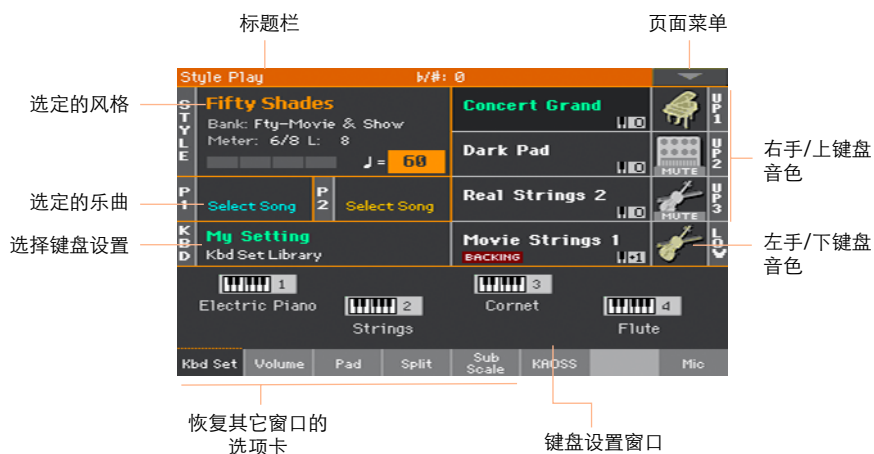 标题栏
页面菜单
Style Play
♭/#: 0
选定的风格
STYLE
Fifty Shades
Bank: Fty-Movie & Show
Meter: 6/8 L: 8
♩= 60
Concert Grand
0
UP1
Dark Pad
0
MUTE
UP2
右手/上键盘
音色
选定的乐曲
P1
Select Song
P2
Select Song
Real Strings 2
0
MUTE
UP3
选择键盘设置
KBD
My Setting
Kbd Set Library
Movie Strings 1
BACKING
+1
LOW
左手/下键盘
音色
1
Electric Piano
2
Strings
3
Cornet
4
Flute
Kbd Set
Volume
Pad
Split
Sub
Scale
KAOSS
Mic
恢复其它窗口的
选项卡
键盘设置窗口